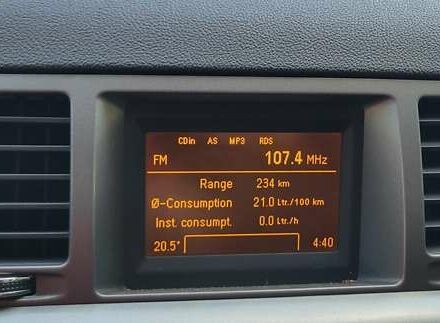 CDin AS MP3 RDS
FM 107.4 MHz
Range 234 km
Ø-Consumption 21.0 Ltr./100 km
Inst. consumpt. 0.0 Ltr./h
20.5° 4:40